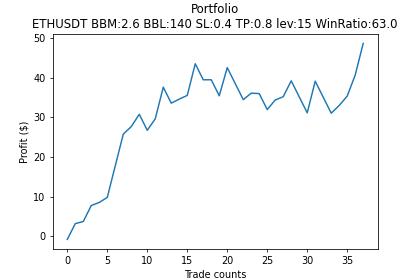 Portfolio
ETHUSDT BBM:2.6 BBL:140 SL:0.4 TP:0.8 lev:15 WinRatio:63.0
50
40
30
20
10
0
Profit ($)
0 5 10 15 20 25 30 35
Trade counts